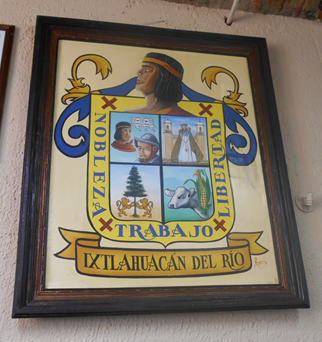 NOBLEZA
TRABAJO
LIBERTAD
IXTLAHUACÁN DEL RÍO